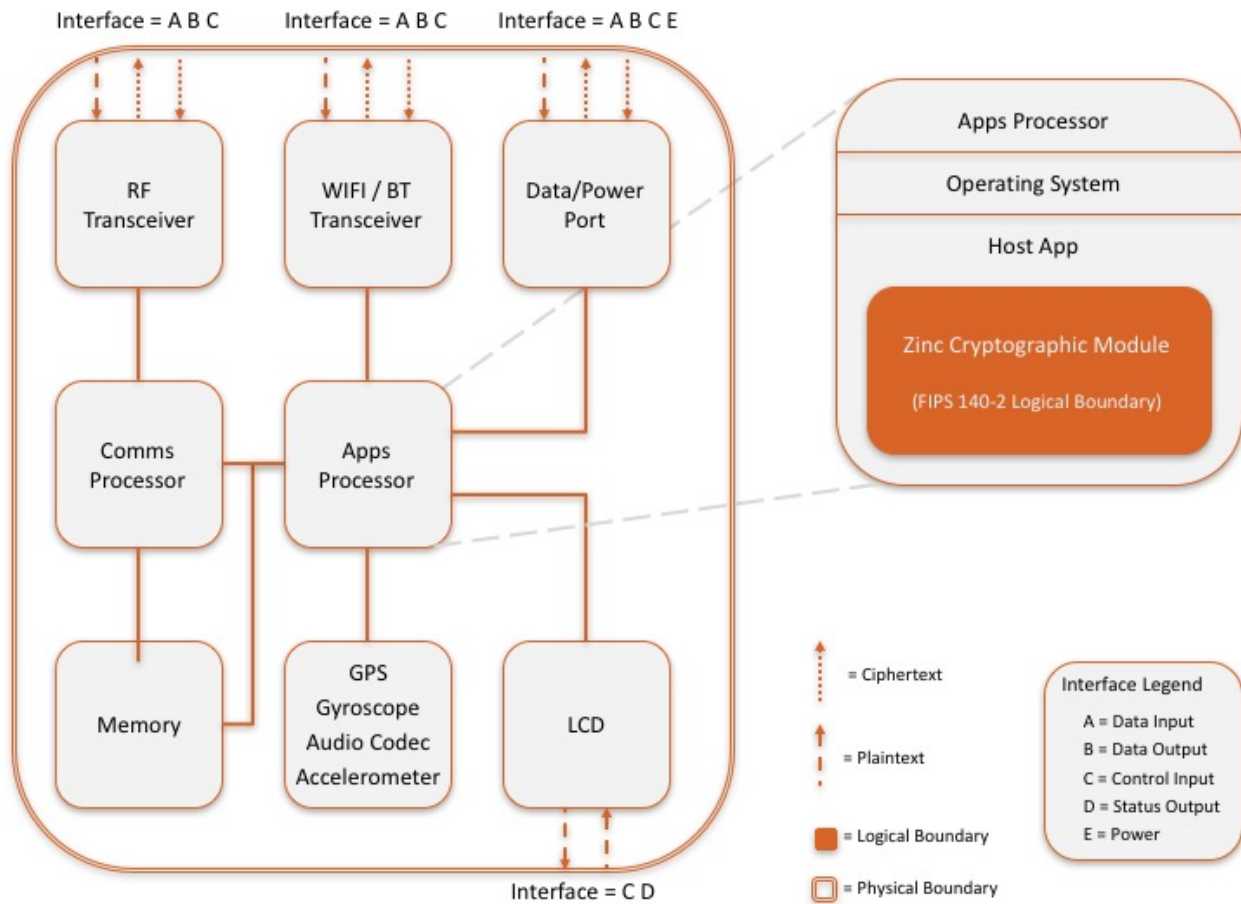 Interface = A B C
Interface = A B C
Interface = A B C E
RF
Transceiver
WIFI / BT
Transceiver
Data/Power
Port
Apps Processor
Operating System
Host App
Zinc Cryptographic Module
(FIPS 140-2 Logical Boundary)
Comms
Processor
Apps
Processor
Memory
GPS
Gyroscope
Audio Codec
Accelerometer
LCD
Interface = C D
= Ciphertext
= Plaintext
= Logical Boundary
= Physical Boundary
Interface Legend
A = Data Input
B = Data Output
C = Control Input
D = Status Output
E = Power